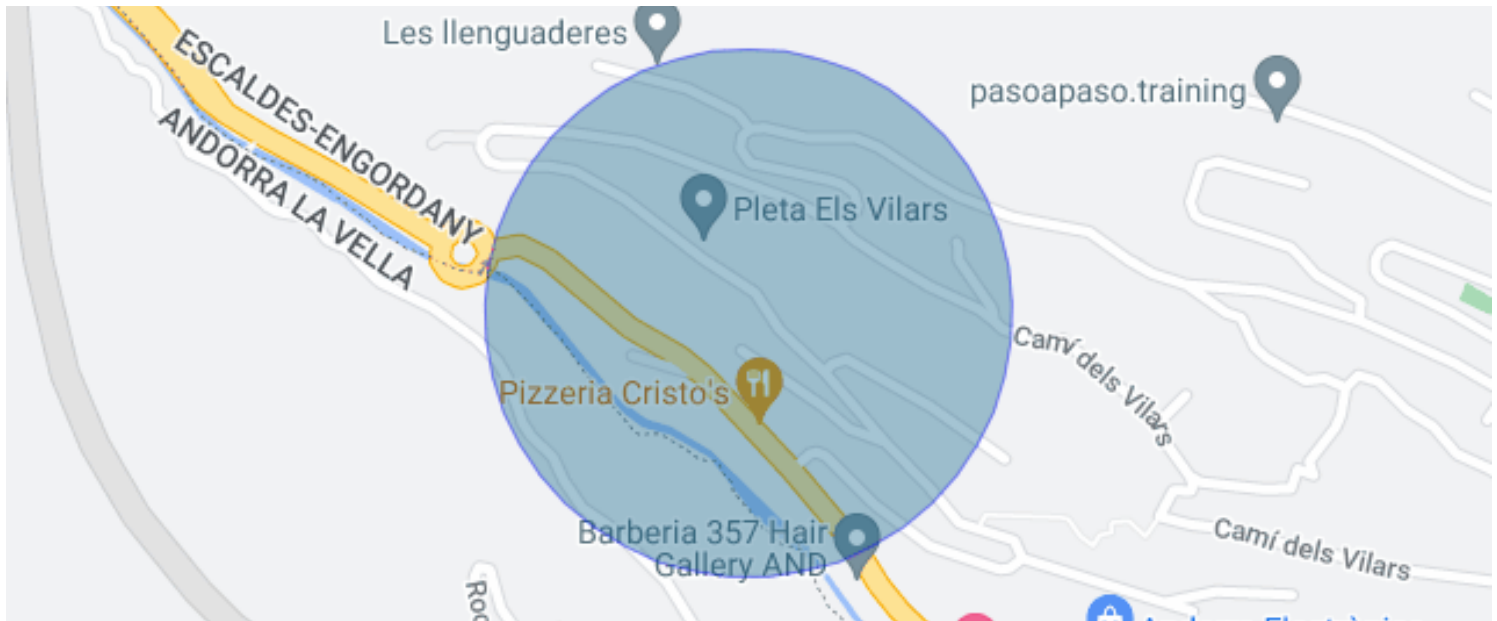 Les llenguaderes
ESCALDES-ENGORDANY
pasoapaso.training
ANDORRA LA VELLA
Pleta Els Vilars
Camí dels Vilars
Pizzeria Cristo's
Barberia 357 Hair
Gallery AND
Camí dels Vilars